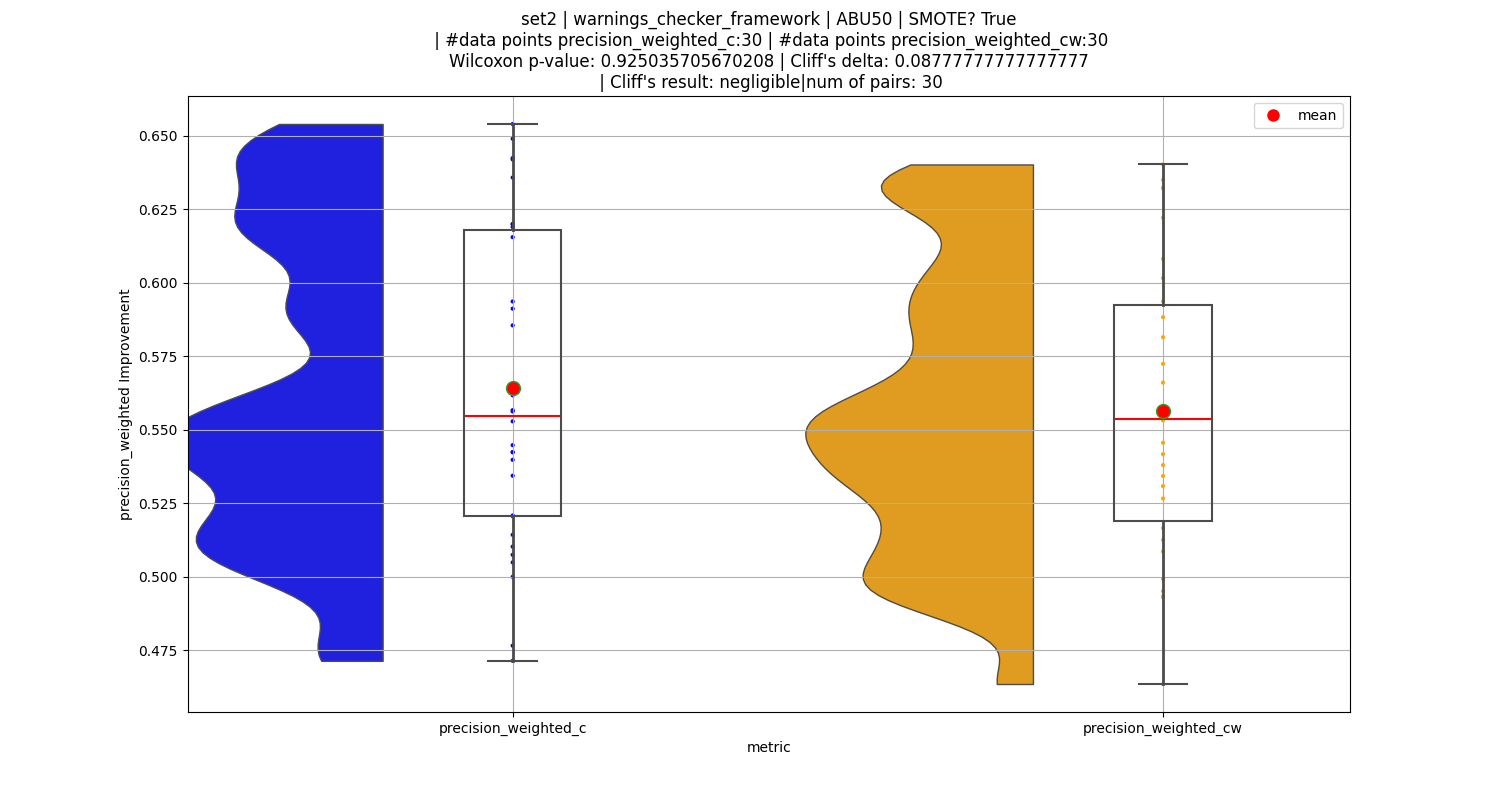 set2 | warnings_checker_framework | ABU50 | SMOTE? True
| #data points precision_weighted_c:30 | #data points precision_weighted_cw:30
Wilcoxon p-value: 0.925035705670208 | Cliff's delta: 0.08777777777777777
| Cliff's result: negligible|num of pairs: 30
mean
0.650
0.625
0.600
0.575
0.550
0.525
0.500
0.475
precision_weighted Improvement
precision_weighted_c
precision_weighted_cw
metric